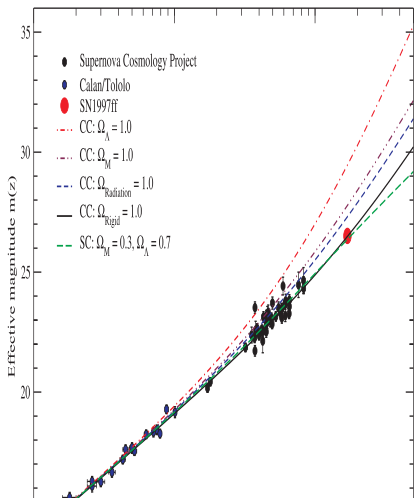 Supernova Cosmology Project
Calan/Tololo
SN1997ff
CC: Ω_Λ = 1.0
CC: Ω_M = 1.0
CC: Ω_Radiation = 1.0
CC: Ω_Rigid = 1.0
SC: Ω_M = 0.3, Ω_Λ = 0.7
Effective magnitude m(z)
30
25
20